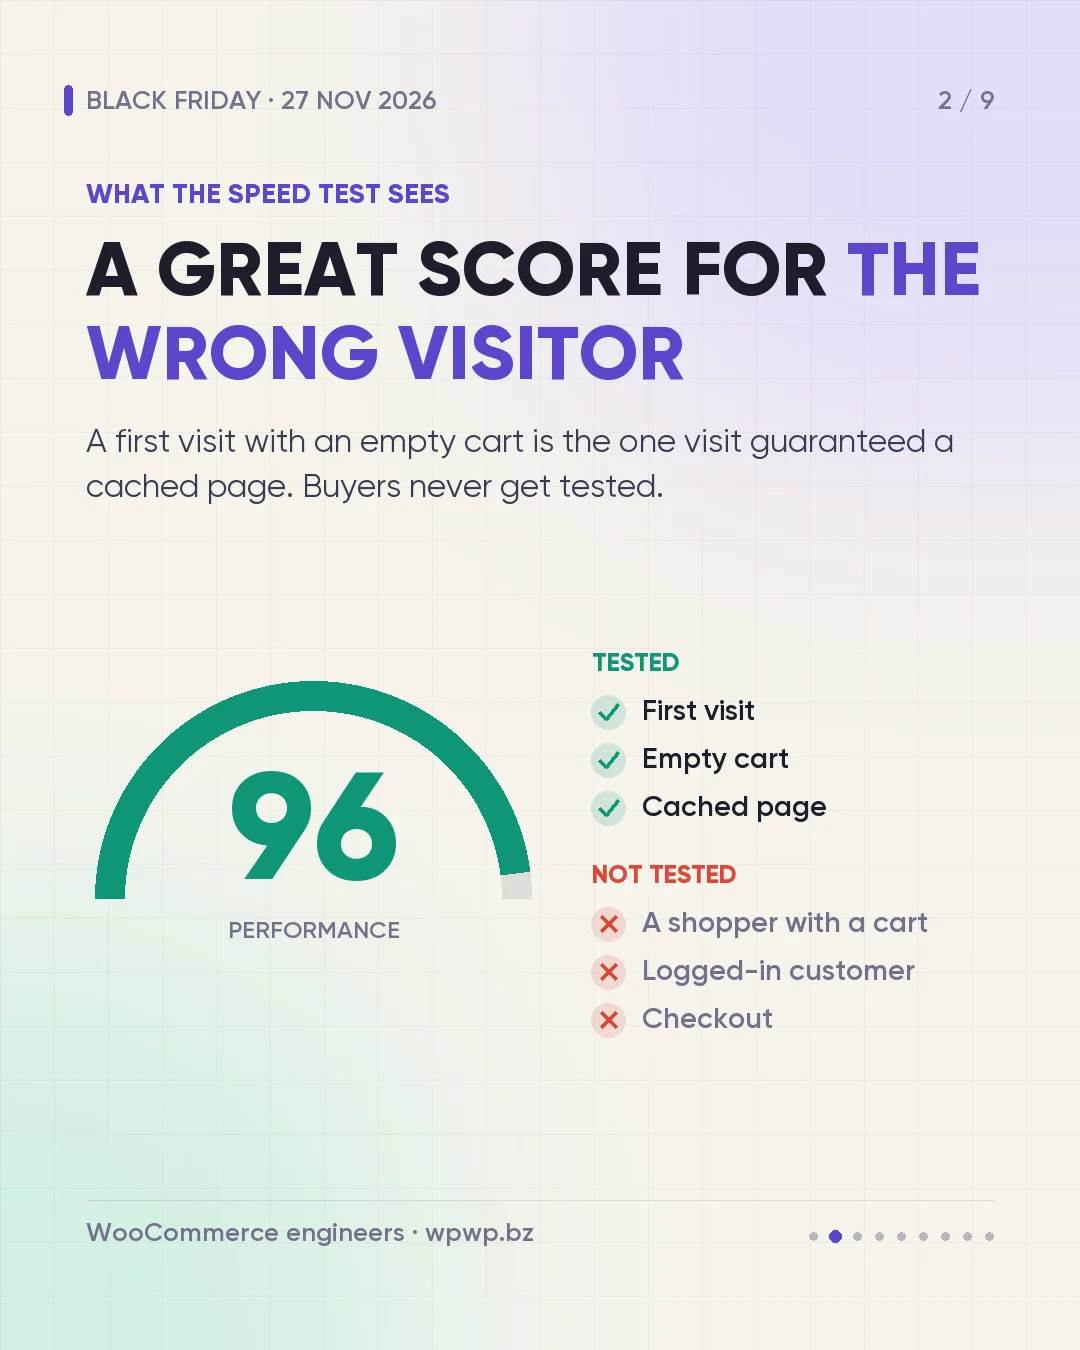 BLACK FRIDAY · 27 NOV 2026
2 / 9
WHAT THE SPEED TEST SEES
A GREAT SCORE FOR THE
WRONG VISITOR
A first visit with an empty cart is the one visit guaranteed a
cached page. Buyers never get tested.
96
PERFORMANCE
TESTED
First visit
Empty cart
Cached page
NOT TESTED
A shopper with a cart
Logged-in customer
Checkout
WooCommerce engineers · wpwp.bz